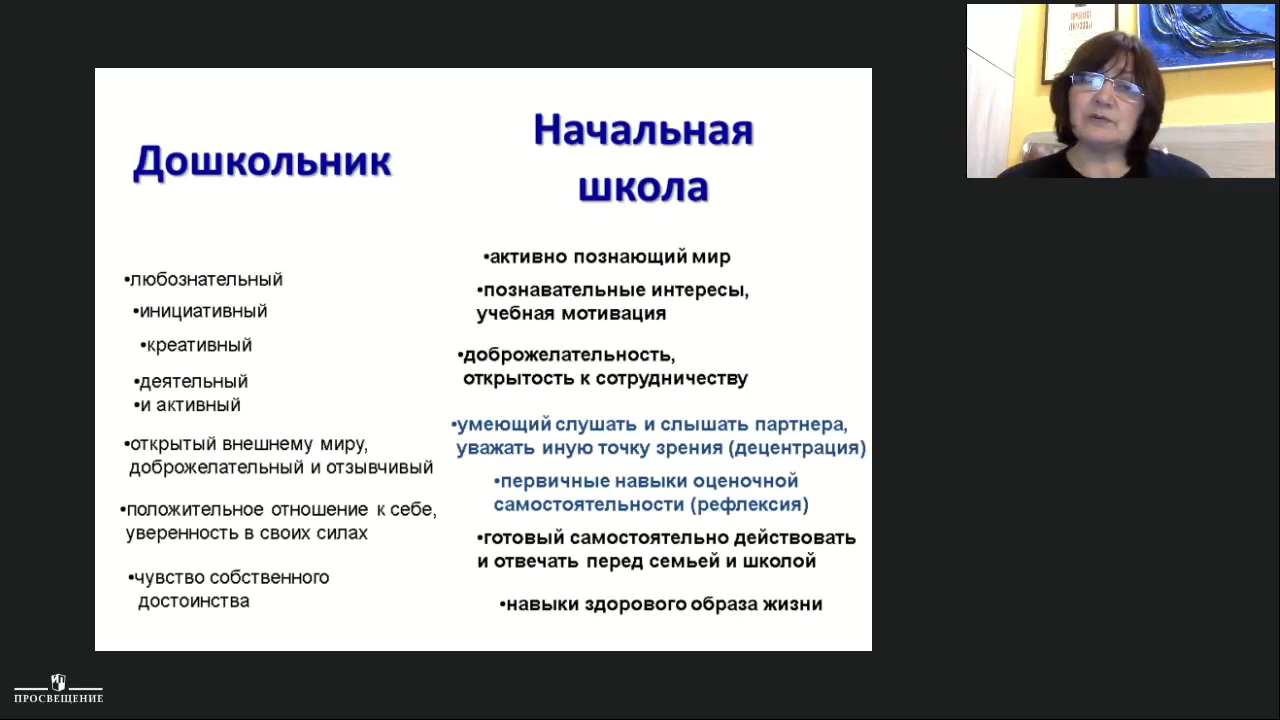 Дошкольник
•любознательный
•инициативный
•креативный
•деятельный
•и активный
•открытый внешнему миру,
доброжелательный и отзывчивый
•положительное отношение к себе,
уверенность в своих силах
•чувство собственного
достоинства
Начальная
школа
•активно познающий мир
•познавательные интересы,
учебная мотивация
•доброжелательность,
открытость к сотрудничеству
•умеющий слушать и слышать партнера,
уважать иную точку зрения (децентрация)
•первичные навыки оценочной
самостоятельности (рефлексия)
•готовый самостоятельно действовать
и отвечать перед семьей и школой
•навыки здорового образа жизни
ПРОСВЕЩЕНИЕ